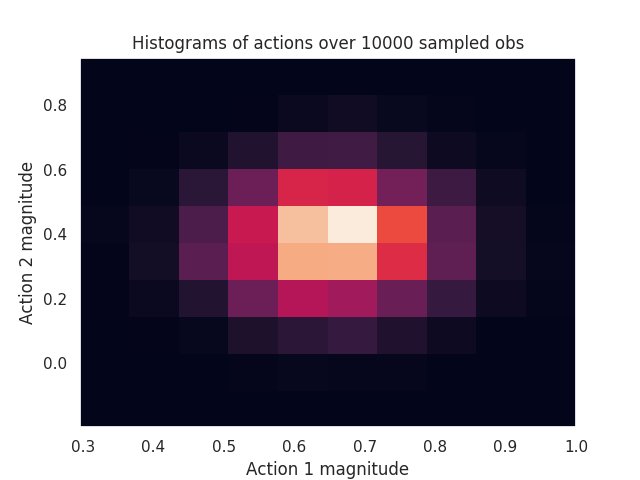 Histograms of actions over 10000 sampled obs
Action 2 magnitude
0.8
0.6
0.4
0.2
0.0
0.3 0.4 0.5 0.6 0.7 0.8 0.9 1.0
Action 1 magnitude